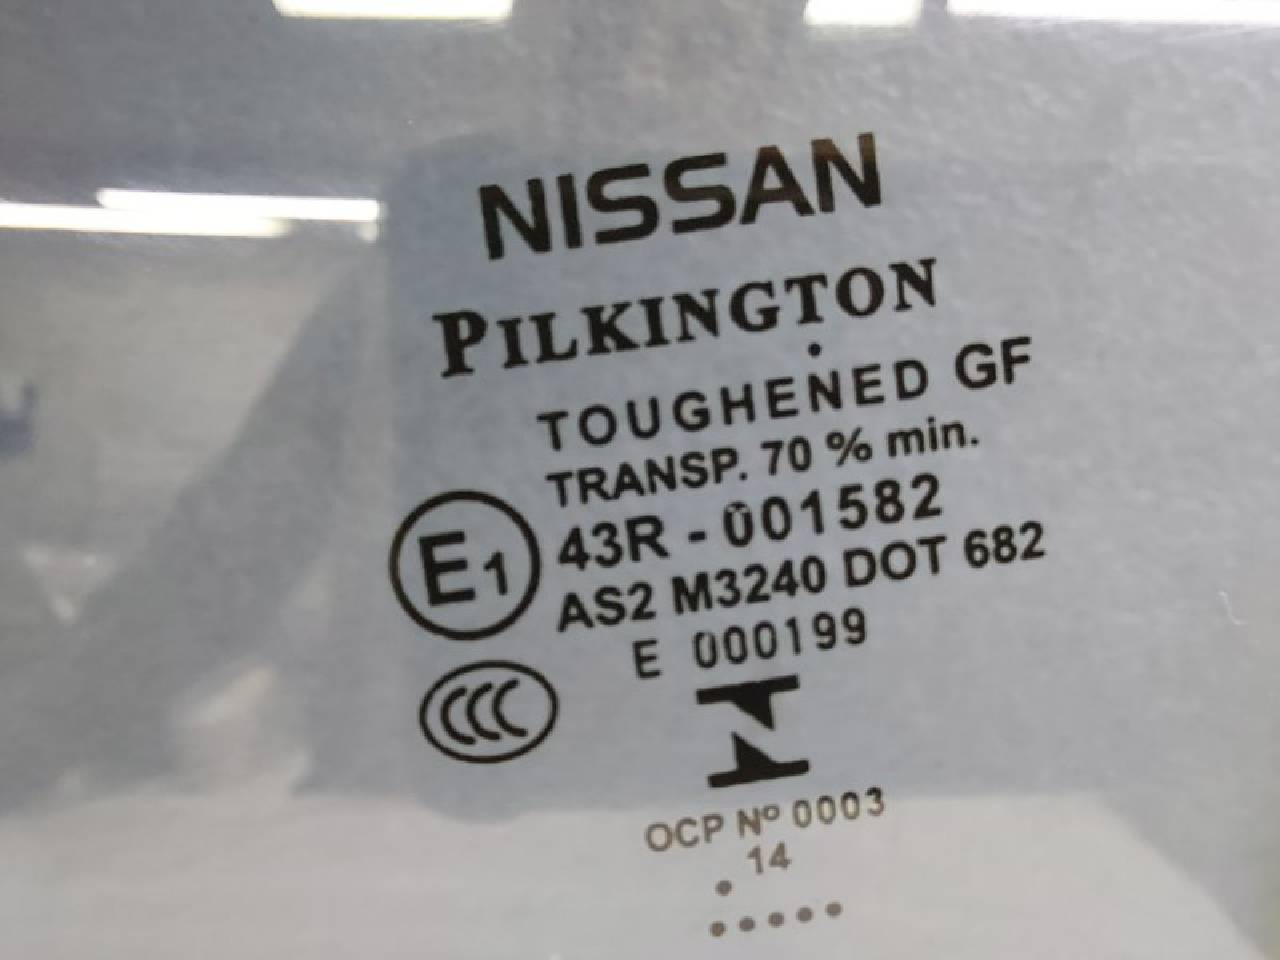 NISSAN
PILKINGTON
TOUGHENED GF
TRANSP. 70 % min.
E1 43R - 001582
AS2 M3240 DOT 682
E 000199
CCC
OCP Nº 0003
. 14
.....